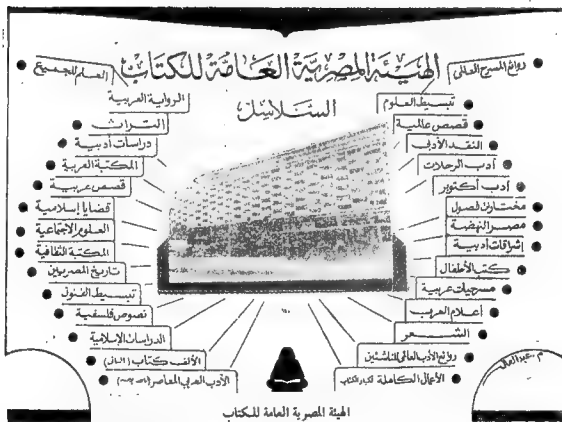 الهيئة المصرية العامة للكتاب
السلاسل
روائع المسرح العالمي
تبسيط العلوم
قصص عالمية
النقد الأدبي
أدب الرحلات
أدب أكتوبر
مختارات فصول
مصر النهضة
إشراقات أدبية
كتب الأطفال
مسرحيات عربية
أعلام العرب
الشعر
روائع الأدب العالمي للناشئين
الأعمال الكاملة لكبار الكتاب
العلم للجميع
الرواية العربية
التراث
دراسات أدبية
المكتبة العربية
قصص عربية
قضايا إسلامية
العلوم الاجتماعية
المكتبة الثقافية
تاريخ المصريين
تبسيط الفنون
نصوص فلسفية
الدراسات الإسلامية
الألف كتاب (الثاني)
الأدب العربي المعاصر
م. عبد العال
الهيئة المصرية العامة للكتاب